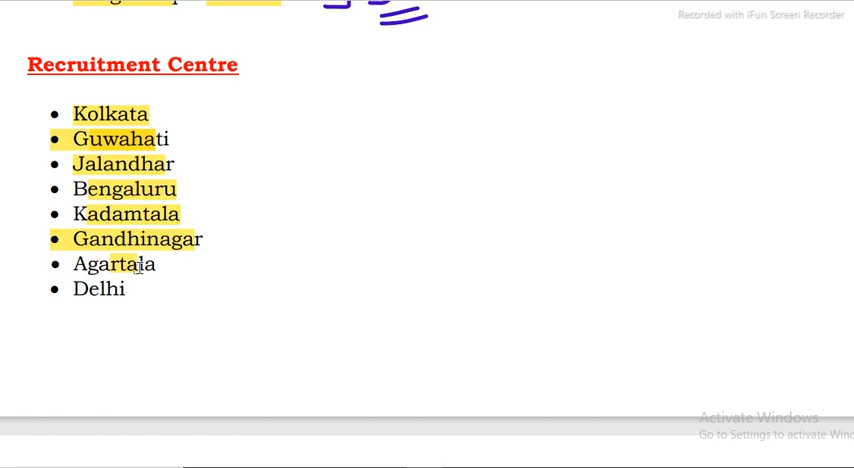 Recorded with iFun Screen Recorder
Recruitment Centre
• Kolkata
• Guwahati
• Jalandhar
• Bengaluru
• Kadamtala
• Gandhinagar
• Agartala
• Delhi
Activate Windows
Go to Settings to activate Win